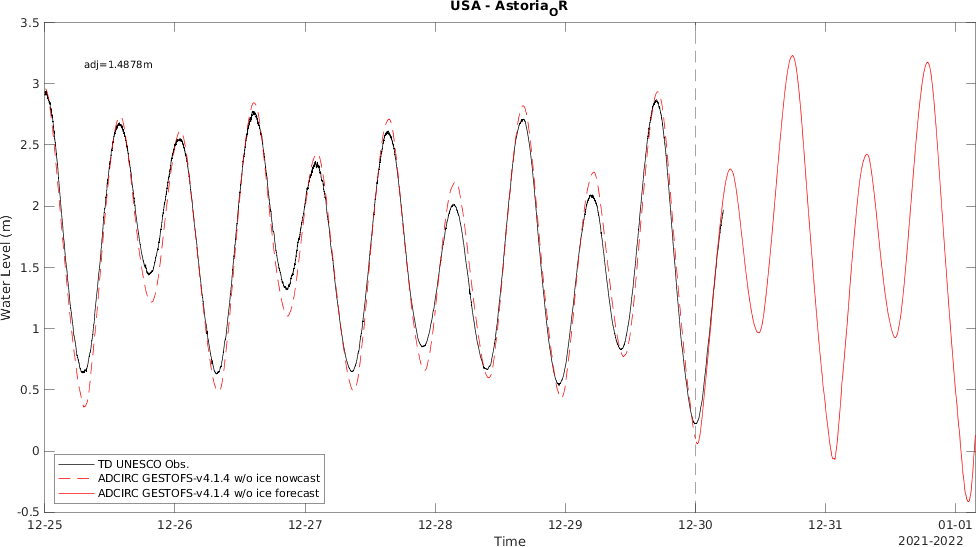 USA - Astoria_OR
3.5
adj=1.4878m
3
2.5
2
1.5
1
0.5
0
-0.5
Water Level (m)
TD UNESCO Obs.
ADCIRC GESTOFS-v4.1.4 w/o ice nowcast
ADCIRC GESTOFS-v4.1.4 w/o ice forecast
12-25 12-26 12-27 12-28 12-29 12-30 12-31 01-01
Time
2021-2022